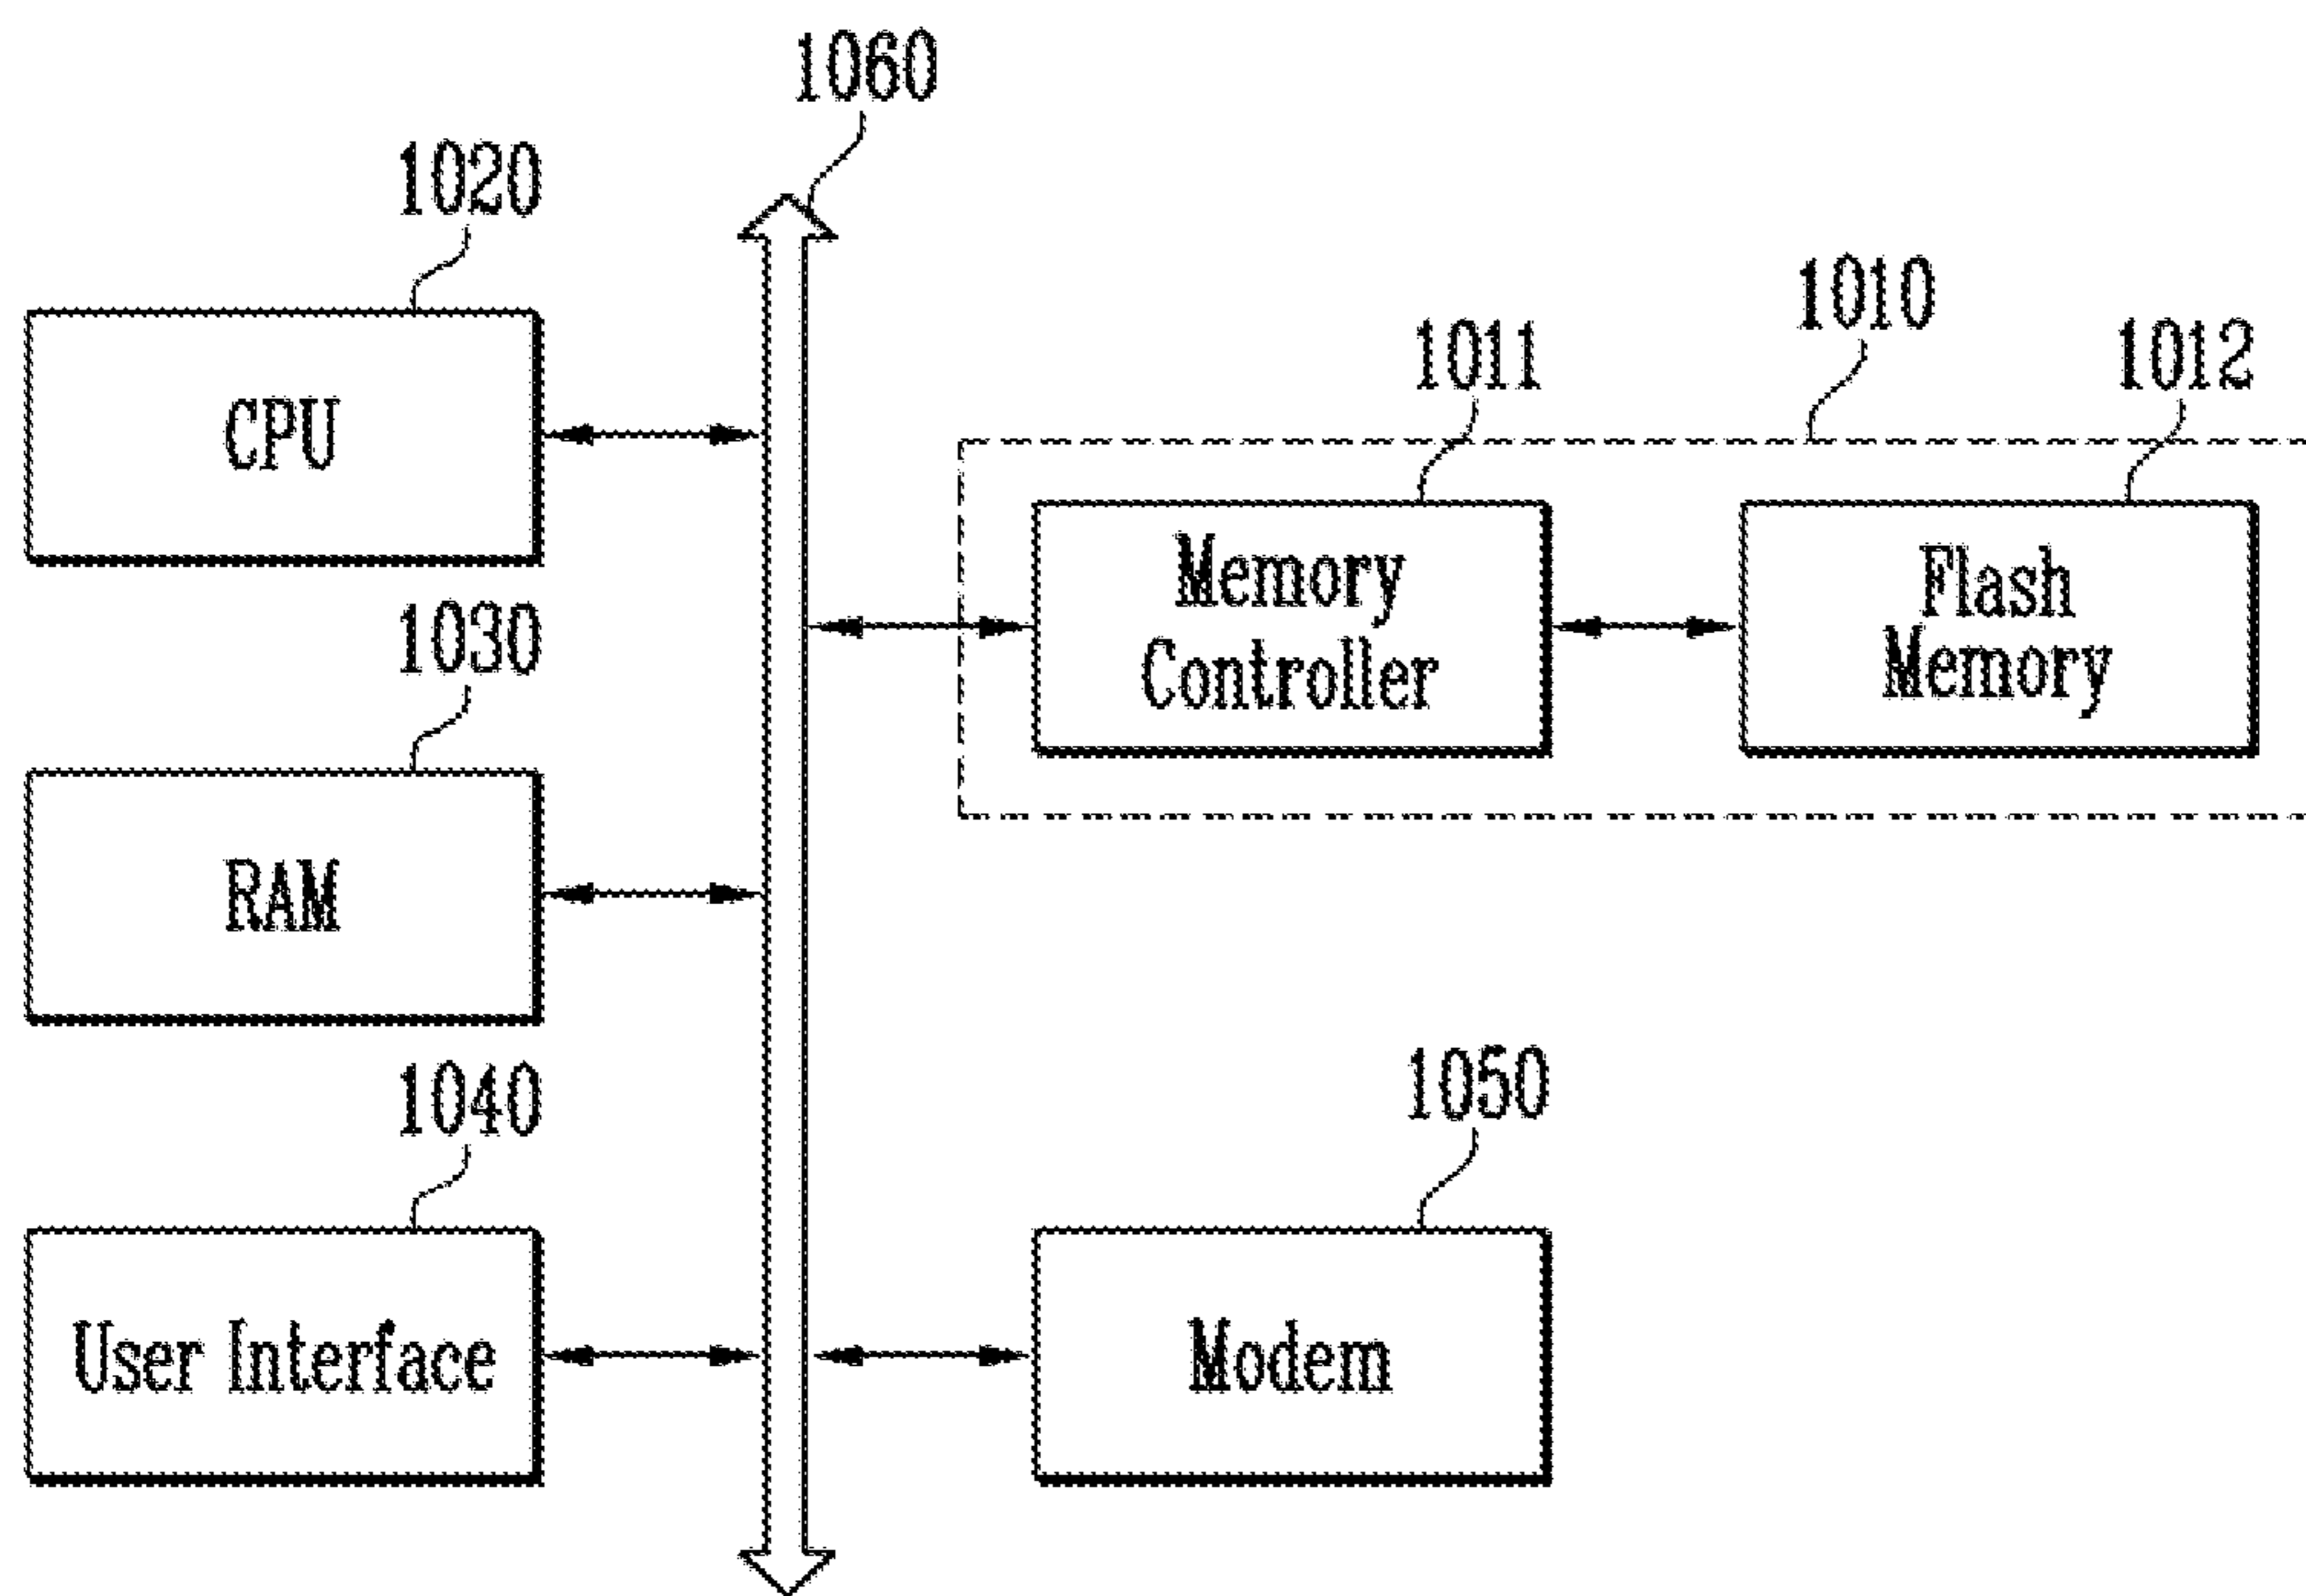 1060
1020
CPU
1010
1011
1012
Memory
Controller
Flash
Memory
1030
RAM
1040
User Interface
1050
Modem